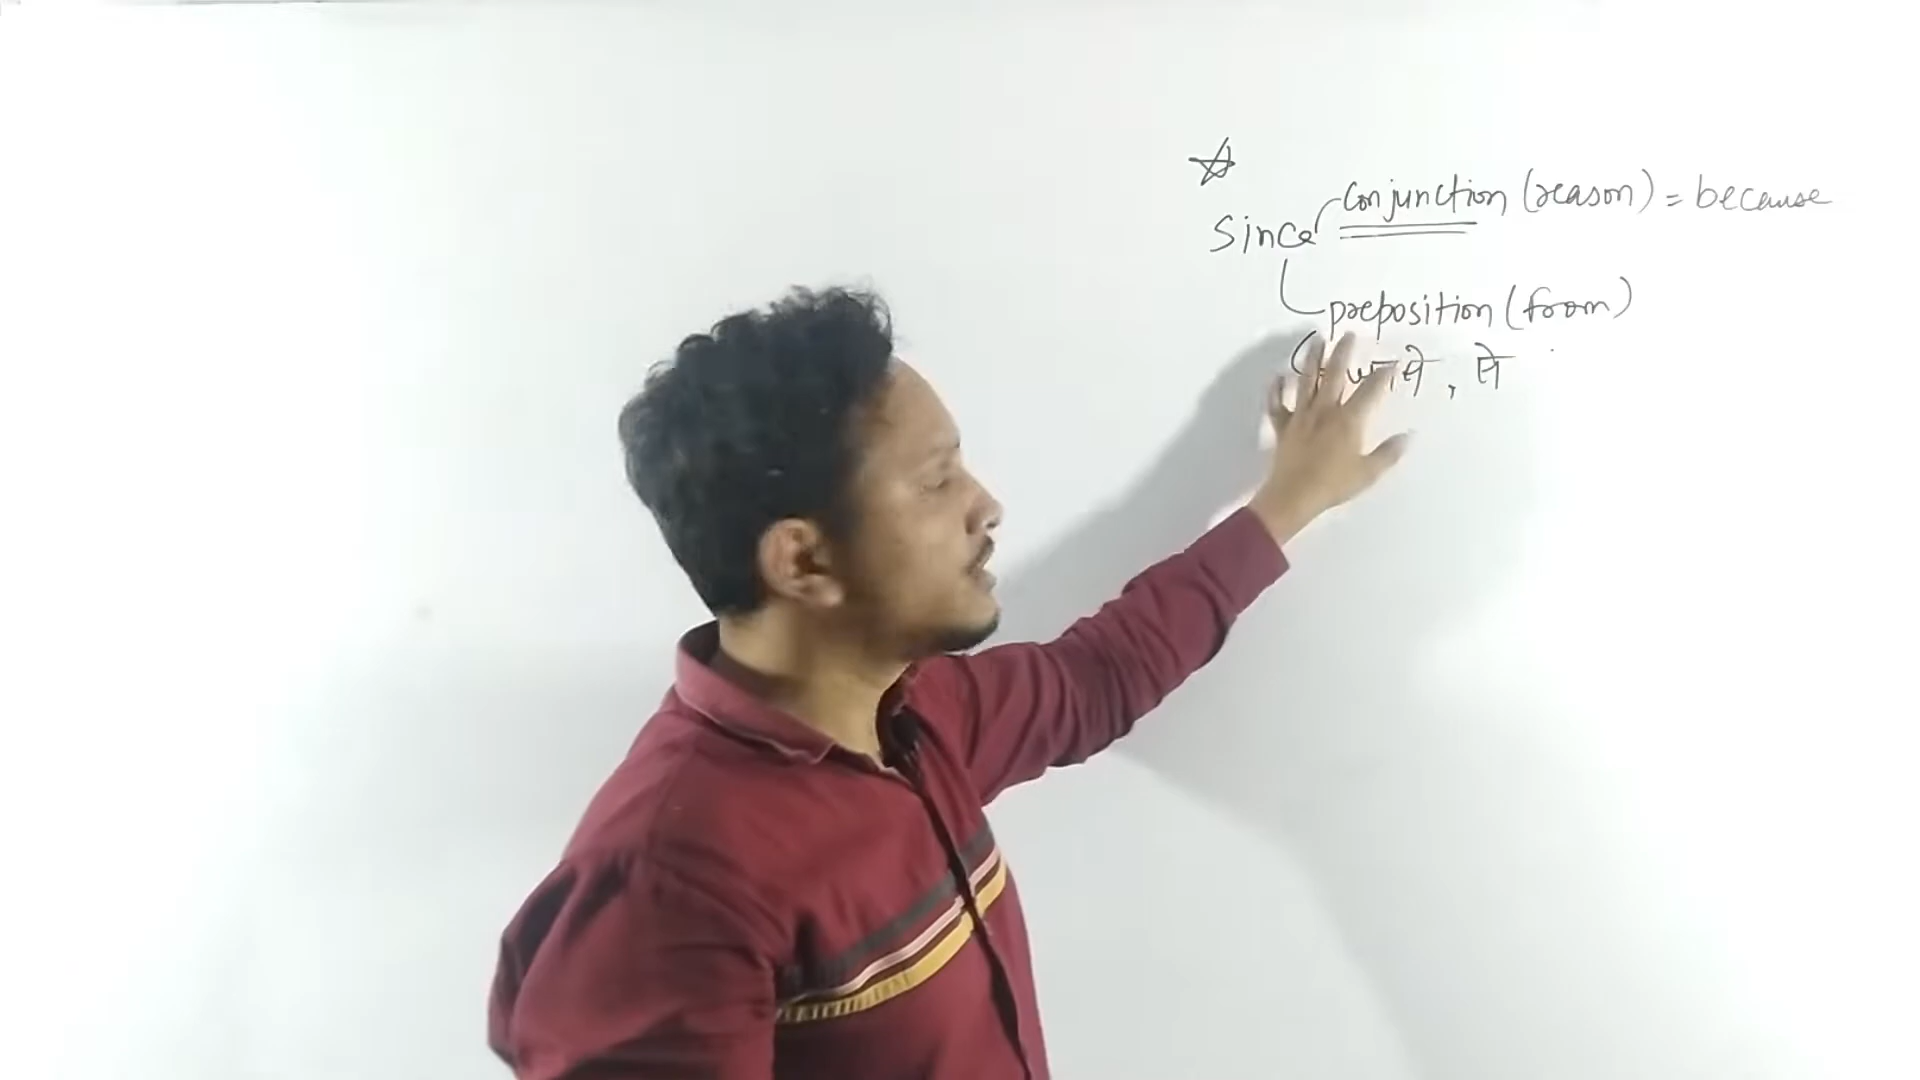 Since
conjunction (reason) = because
preposition (from)
, से